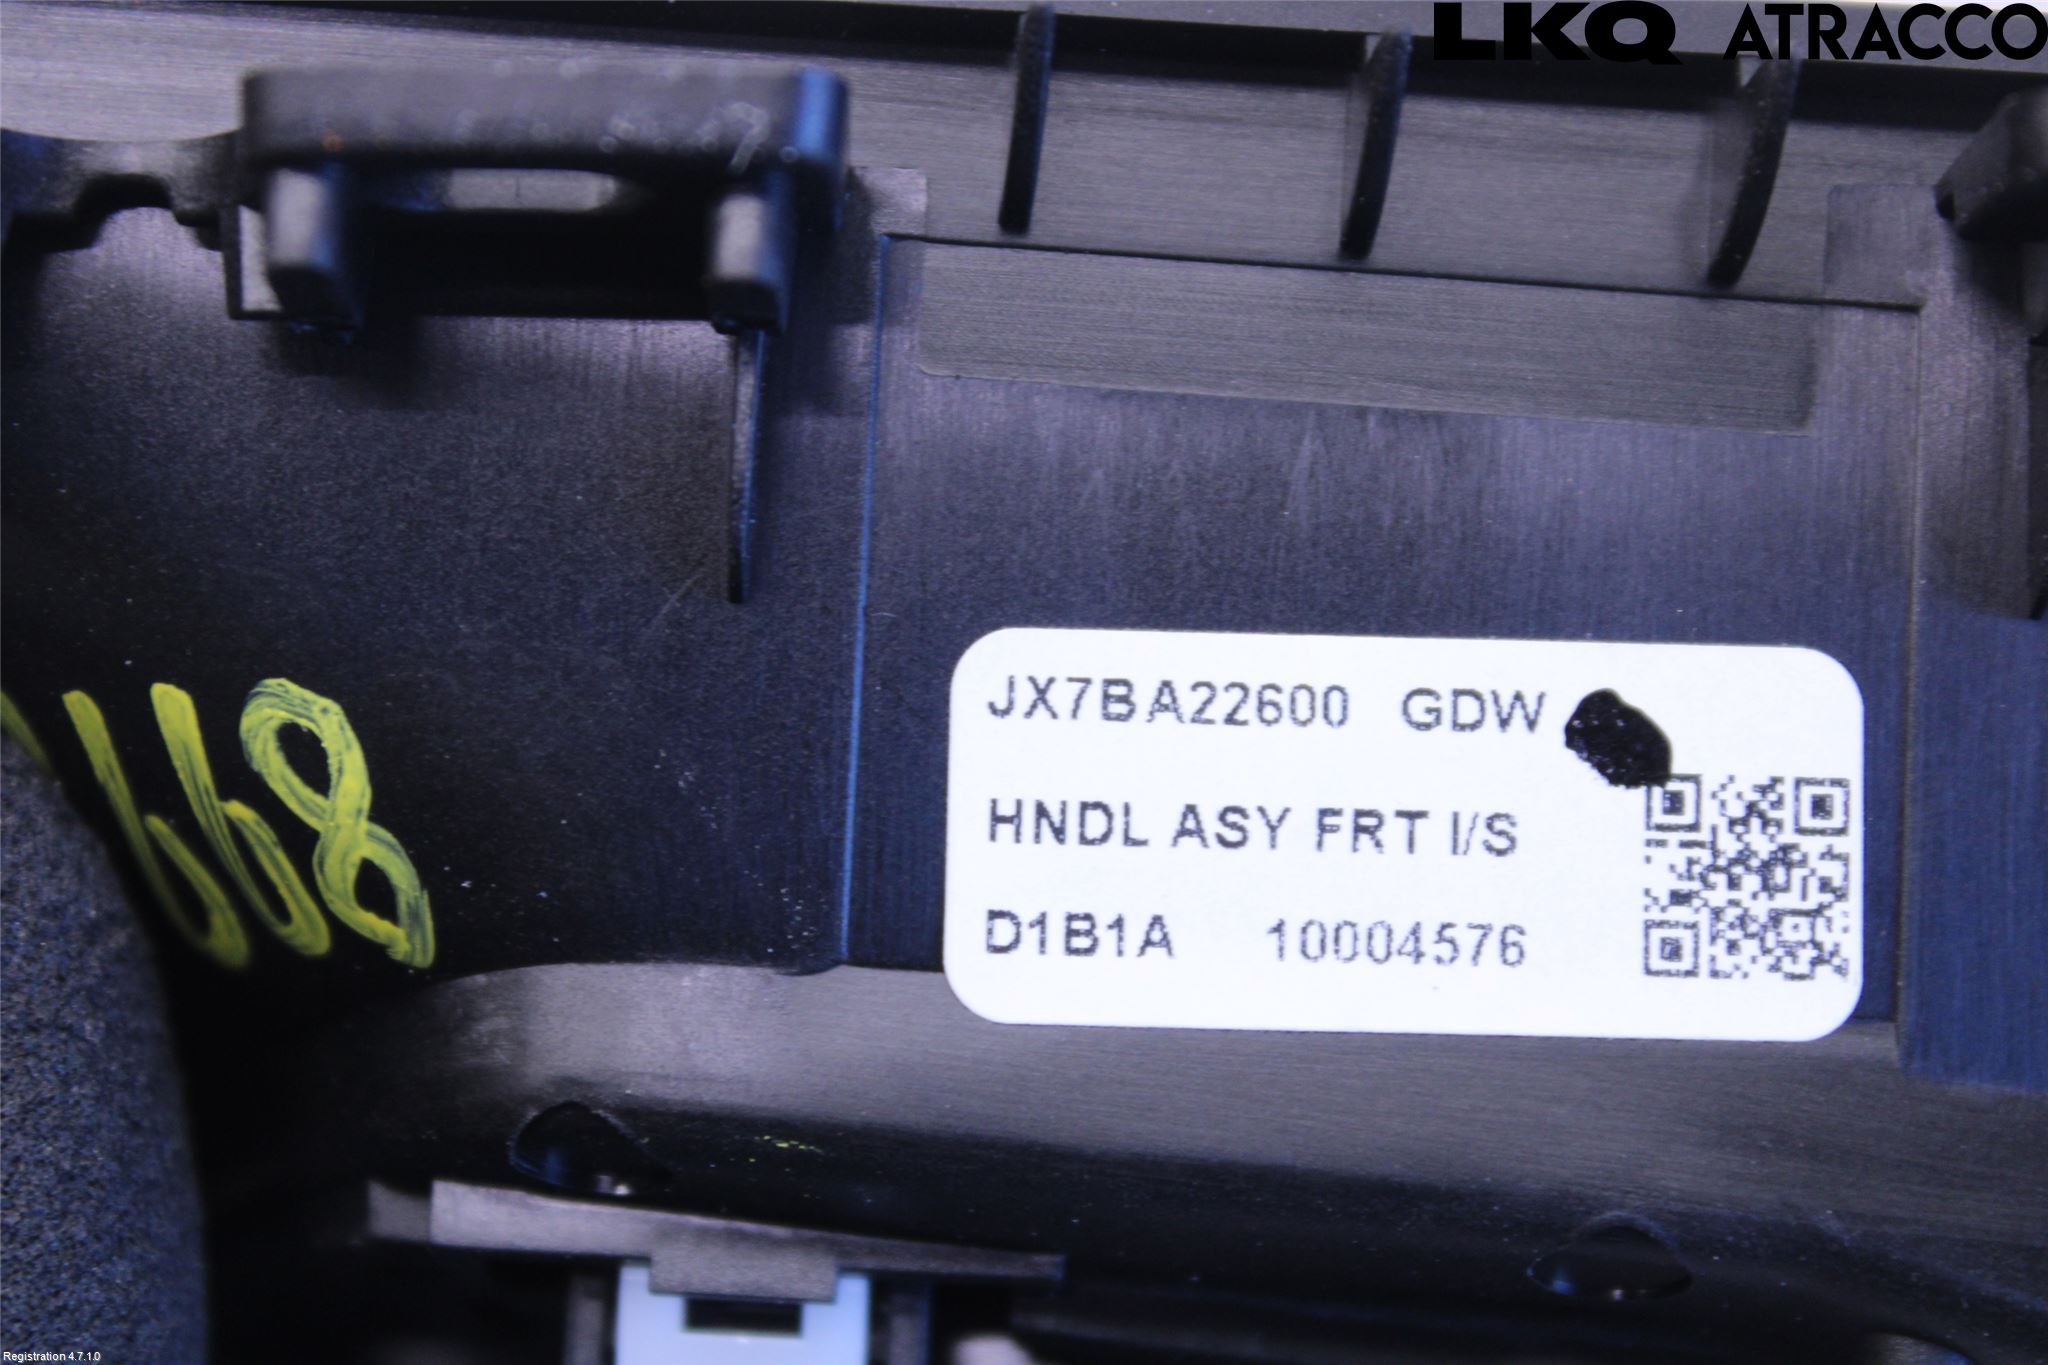 LKQ ATRACCO
JX7BA22600 GDW
HNDL ASY FRT I/S
D1B1A 10004576
Registration 4.7.1.0